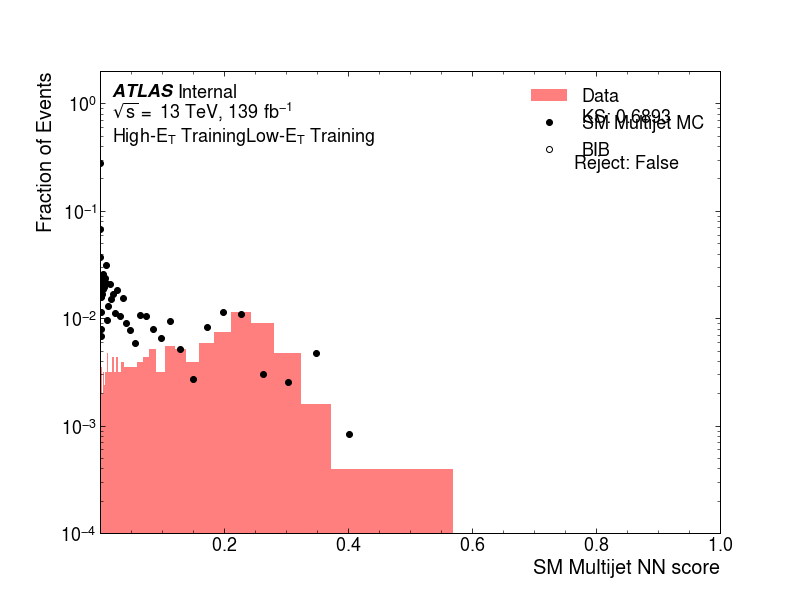 ATLAS Internal
√s = 13 TeV, 139 fb⁻¹
High-E_T TrainingLow-E_T Training
Data
KS: 0.6893
SM Multijet MC
BIB
Reject: False
Fraction of Events
10⁰
10⁻¹
10⁻²
10⁻³
10⁻⁴
0.2 0.4 0.6 0.8 1.0
SM Multijet NN score